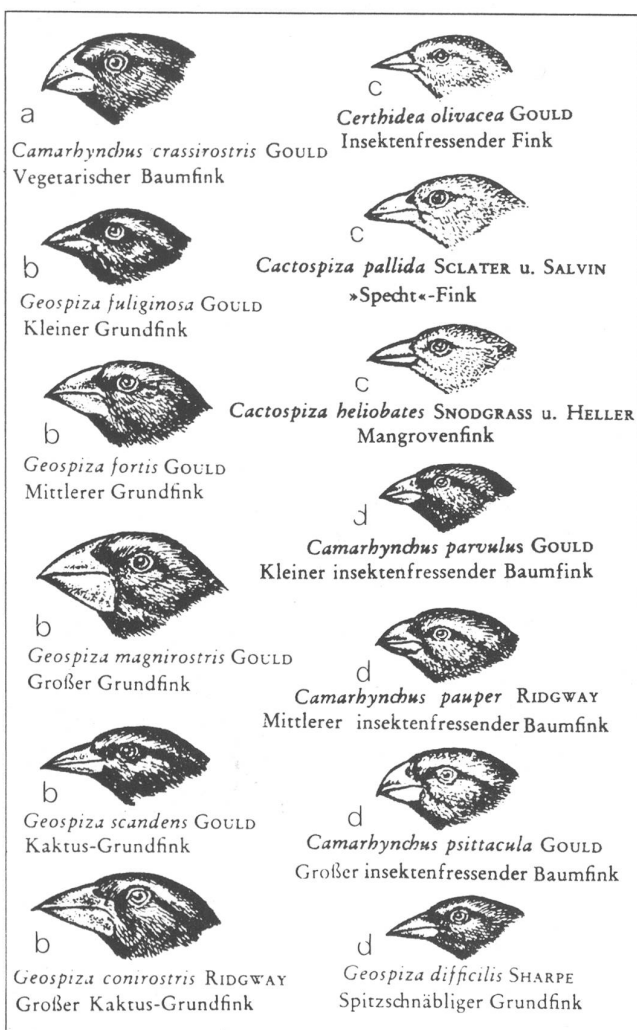 a
Camarhynchus crassirostris GOULD
Vegetarischer Baumfink
b
Geospiza fuliginosa GOULD
Kleiner Grundfink
b
Geospiza fortis GOULD
Mittlerer Grundfink
b
Geospiza magnirostris GOULD
Großer Grundfink
b
Geospiza scandens GOULD
Kaktus-Grundfink
b
Geospiza conirostris RIDGWAY
Großer Kaktus-Grundfink
c
Certhidea olivacea GOULD
Insektenfressender Fink
c
Cactospiza pallida SCLATER u. SALVIN
»Specht«-Fink
c
Cactospiza heliobates SNODGRASS u. HELLER
Mangrovenfink
d
Camarhynchus parvulus GOULD
Kleiner insektenfressender Baumfink
d
Camarhynchus pauper RIDGWAY
Mittlerer insektenfressender Baumfink
d
Camarhynchus psittacula GOULD
Großer insektenfressender Baumfink
d
Geospiza difficilis SHARPE
Spitzschnäbliger Grundfink